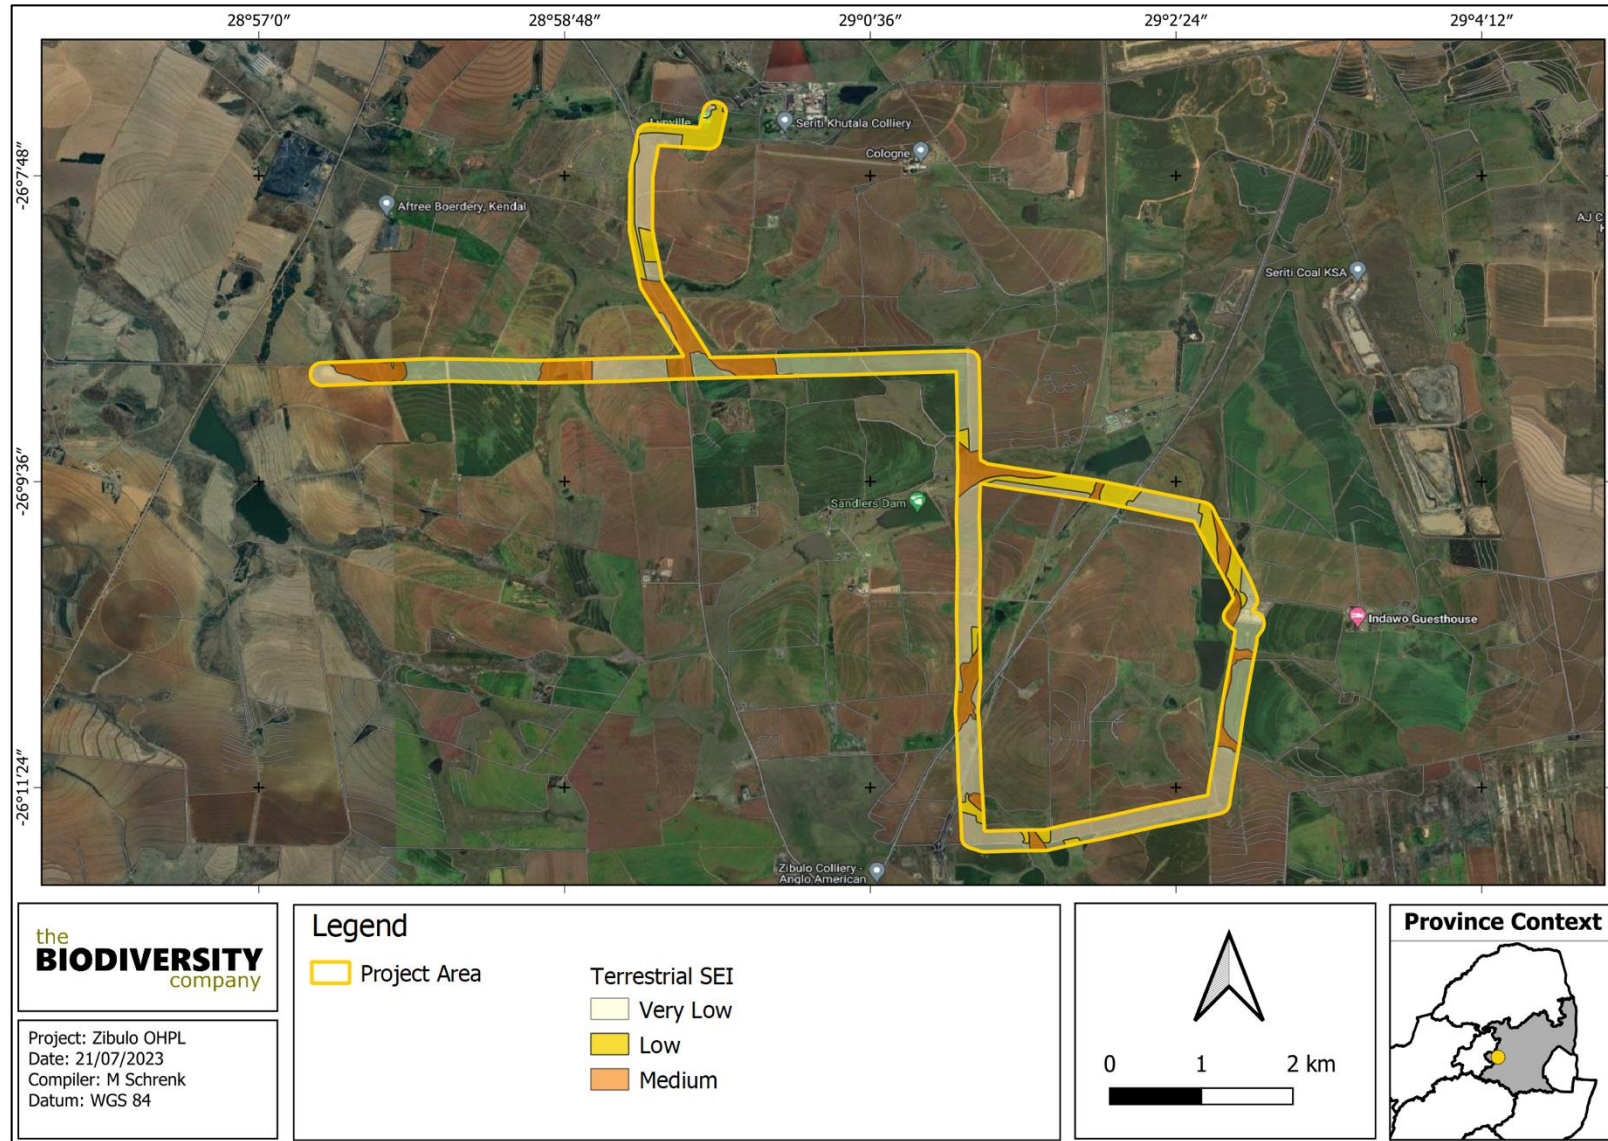 28°57′0″
28°58′48″
29°0′36″
29°2′24″
29°4′12″
-26°7′48″
-26°9′36″
-26°11′24″
Lynville
Seriti Khutala Colliery
Cologne
Aftree Boerdery, Kendal
AJ C
Seriti Coal KSA
Sandlers Dam
Indawo Guesthouse
Zibulo Colliery -
Anglo American
the
BIODIVERSITY
company
Project: Zibulo OHPL
Date: 21/07/2023
Compiler: M Schrenk
Datum: WGS 84
Legend
Project Area
Terrestrial SEI
Very Low
Low
Medium
0 1 2 km
Province Context